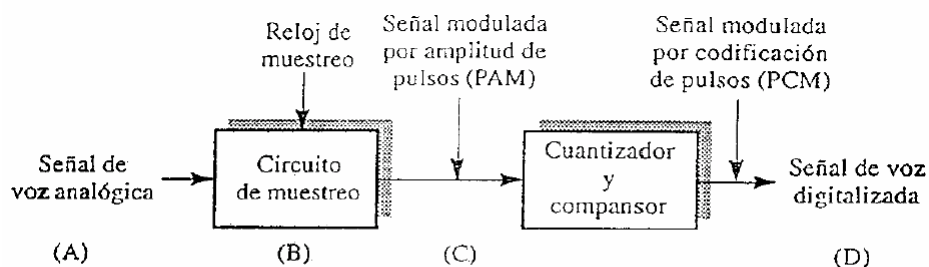 Reloj de
muestreo
Señal modulada
por amplitud de
pulsos (PAM)
Señal modulada
por codificación
de pulsos (PCM)
Señal de
voz analógica
Circuito
de muestreo
Cuantizador
y
compansor
Señal de voz
digitalizada
(A)
(B)
(C)
(D)